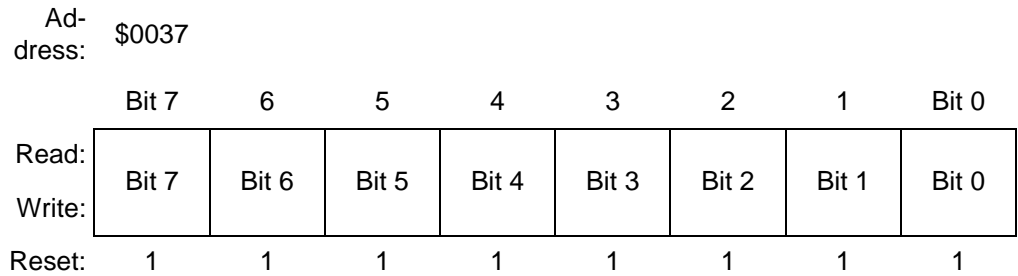 Ad-
dress: $0037
Bit 7 6 5 4 3 2 1 Bit 0
Read:
Bit 7 Bit 6 Bit 5 Bit 4 Bit 3 Bit 2 Bit 1 Bit 0
Write:
Reset: 1 1 1 1 1 1 1 1